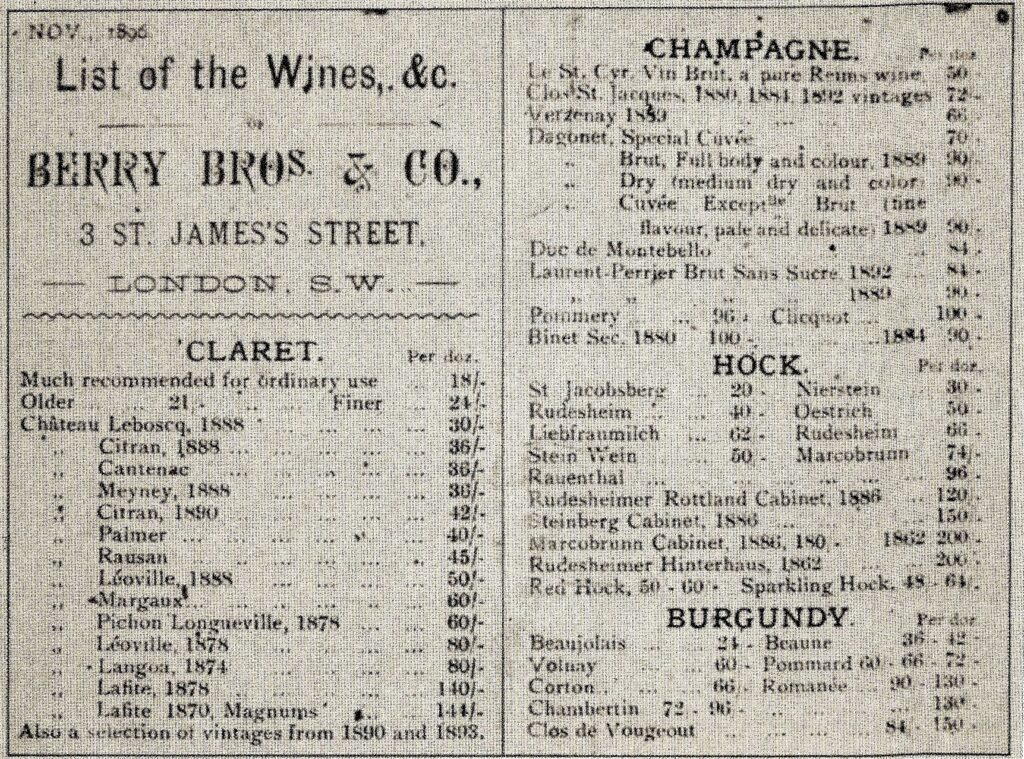 NOV., 1896.
List of the Wines, &c.
OF
BERRY BROS. & CO.,
3 ST. JAMES'S STREET,
LONDON, S.W.
CLARET.
Per doz.
Much recommended for ordinary use ... 18/-
Older ... 21/- ... Finer ... 24/-
Château Leboscq, 1888 ... 30/-
„ Citran, 1888 ... 36/-
„ Cantenac ... 36/-
„ Meyney, 1888 ... 36/-
„ Citran, 1890 ... 42/-
„ Palmer ... 40/-
„ Rausan ... 45/-
„ Léoville, 1888 ... 50/-
„ Margaux ... 60/-
„ Pichon Longueville, 1878 ... 60/-
„ Léoville, 1878 ... 80/-
„ Langoa, 1874 ... 80/-
„ Lafite, 1878 ... 140/-
„ Lafite 1870, Magnums ... 144/-
Also a selection of vintages from 1890 and 1893.
CHAMPAGNE.
Per doz.
Le St. Cyr, Vin Brut, a pure Reims wine, 50/-
Clos St. Jacques, 1880, 1884, 1892 vintages 72/-
Verzenay 1889 ... 66/-
Dagonet, Special Cuvée 70/-
„ Brut, Full body and colour, 1889 90/-
„ Dry (medium dry and color) 90/-
„ Cuvée Exceptlle Brut (fine
flavour, pale and delicate) 1889 90/-
Duc de Montebello ... 84/-
Laurent-Perrier Brut Sans Sucre, 1892 ... 84/-
„ „ „ „ 1889 90/-
Pommery ... 96/- Clicquot ... 100/-
Binet Sec, 1880 100/- ... 1884 90/-
HOCK.
Per doz.
St Jacobsberg ... 20/- Nierstein 30/-
Rudesheim ... 40/- Oestrich 50/-
Liebfraumilch ... 62/- Rudesheim 66/-
Stein Wein ... 50/- Marcobrunn 74/-
Rauenthal ... 96/-
Rudesheimer Rottland Cabinet, 1886 ... 120/-
Steinberg Cabinet, 1886 ... 150/-
Marcobrunn Cabinet, 1886, 180/- 1862 200/-
Rudesheimer Hinterhaus, 1862 ... 200/-
Red Hock, 50/- 60/- Sparkling Hock, 48/- 64/-
BURGUNDY.
Per doz
Beaujolais ... 24/- Beaune 36/- 42/-
Volnay ... 60/- Pommard 60/- 66/- 72/-
Corton ... 66/- Romanée ... 90/- 130/-
Chambertin 72/- 96/- ... 130/-
Clos de Vougeout ... 84/- 150/-